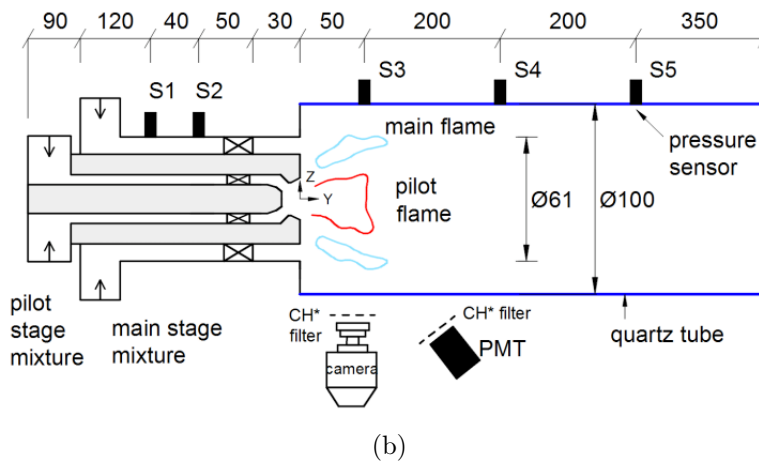 90 120 40 50 30 50 200 200 350
S1 S2 S3 S4 S5
main flame
pressure
sensor
Z
Y
pilot
flame
Ø61
Ø100
pilot
stage
mixture
main stage
mixture
CH*
filter
camera
CH* filter
PMT
quartz tube
(b)